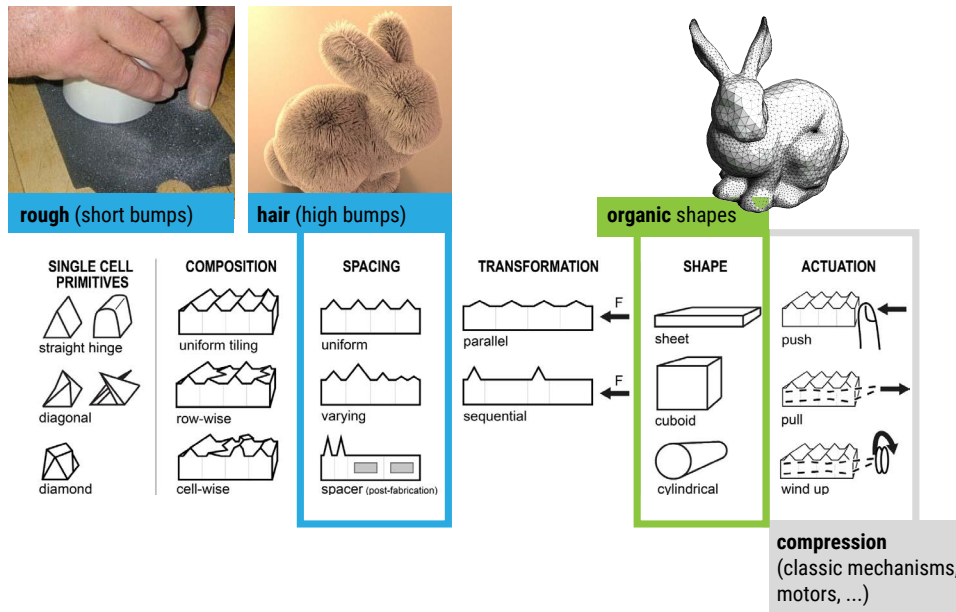 rough (short bumps)
hair (high bumps)
organic shapes
SINGLE CELL
PRIMITIVES
straight hinge
diagonal
diamond
COMPOSITION
uniform tiling
row-wise
cell-wise
SPACING
uniform
varying
spacer (post-fabrication)
TRANSFORMATION
F
parallel
F
sequential
SHAPE
sheet
cuboid
cylindrical
ACTUATION
push
pull
wind up
compression
(classic mechanisms,
motors, ...)